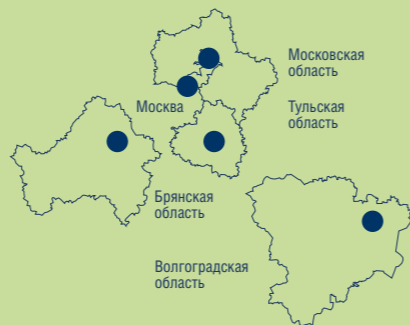 Московская
область
Москва
Тульская
область
Брянская
область
Волгоградская
область